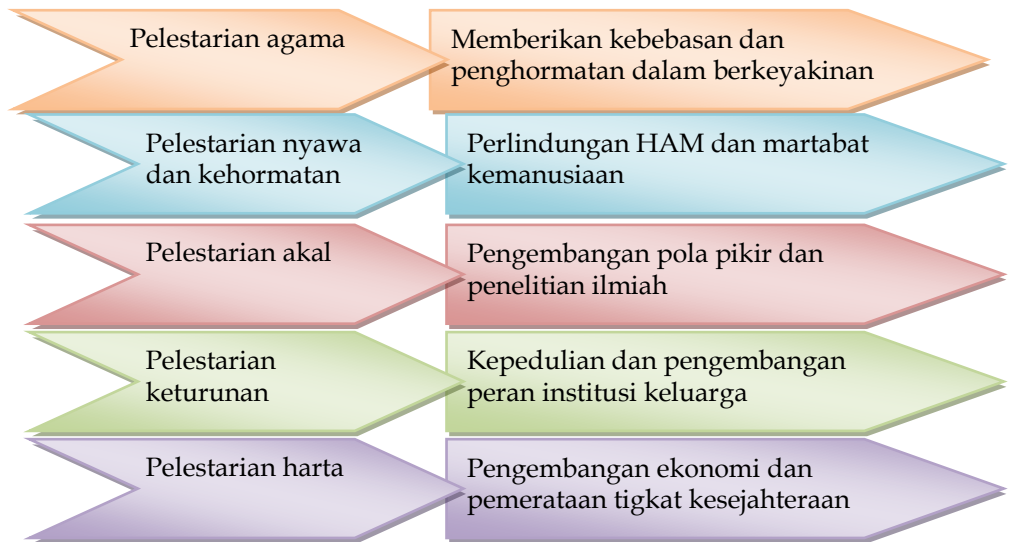 Pelestarian agama
Memberikan kebebasan dan
penghormatan dalam berkeyakinan
Pelestarian nyawa
dan kehormatan
Perlindungan HAM dan martabat
kemanusiaan
Pelestarian akal
Pengembangan pola pikir dan
penelitian ilmiah
Pelestarian
keturunan
Kepedulian dan pengembangan
peran institusi keluarga
Pelestarian harta
Pengembangan ekonomi dan
pemerataan tigkat kesejahteraan